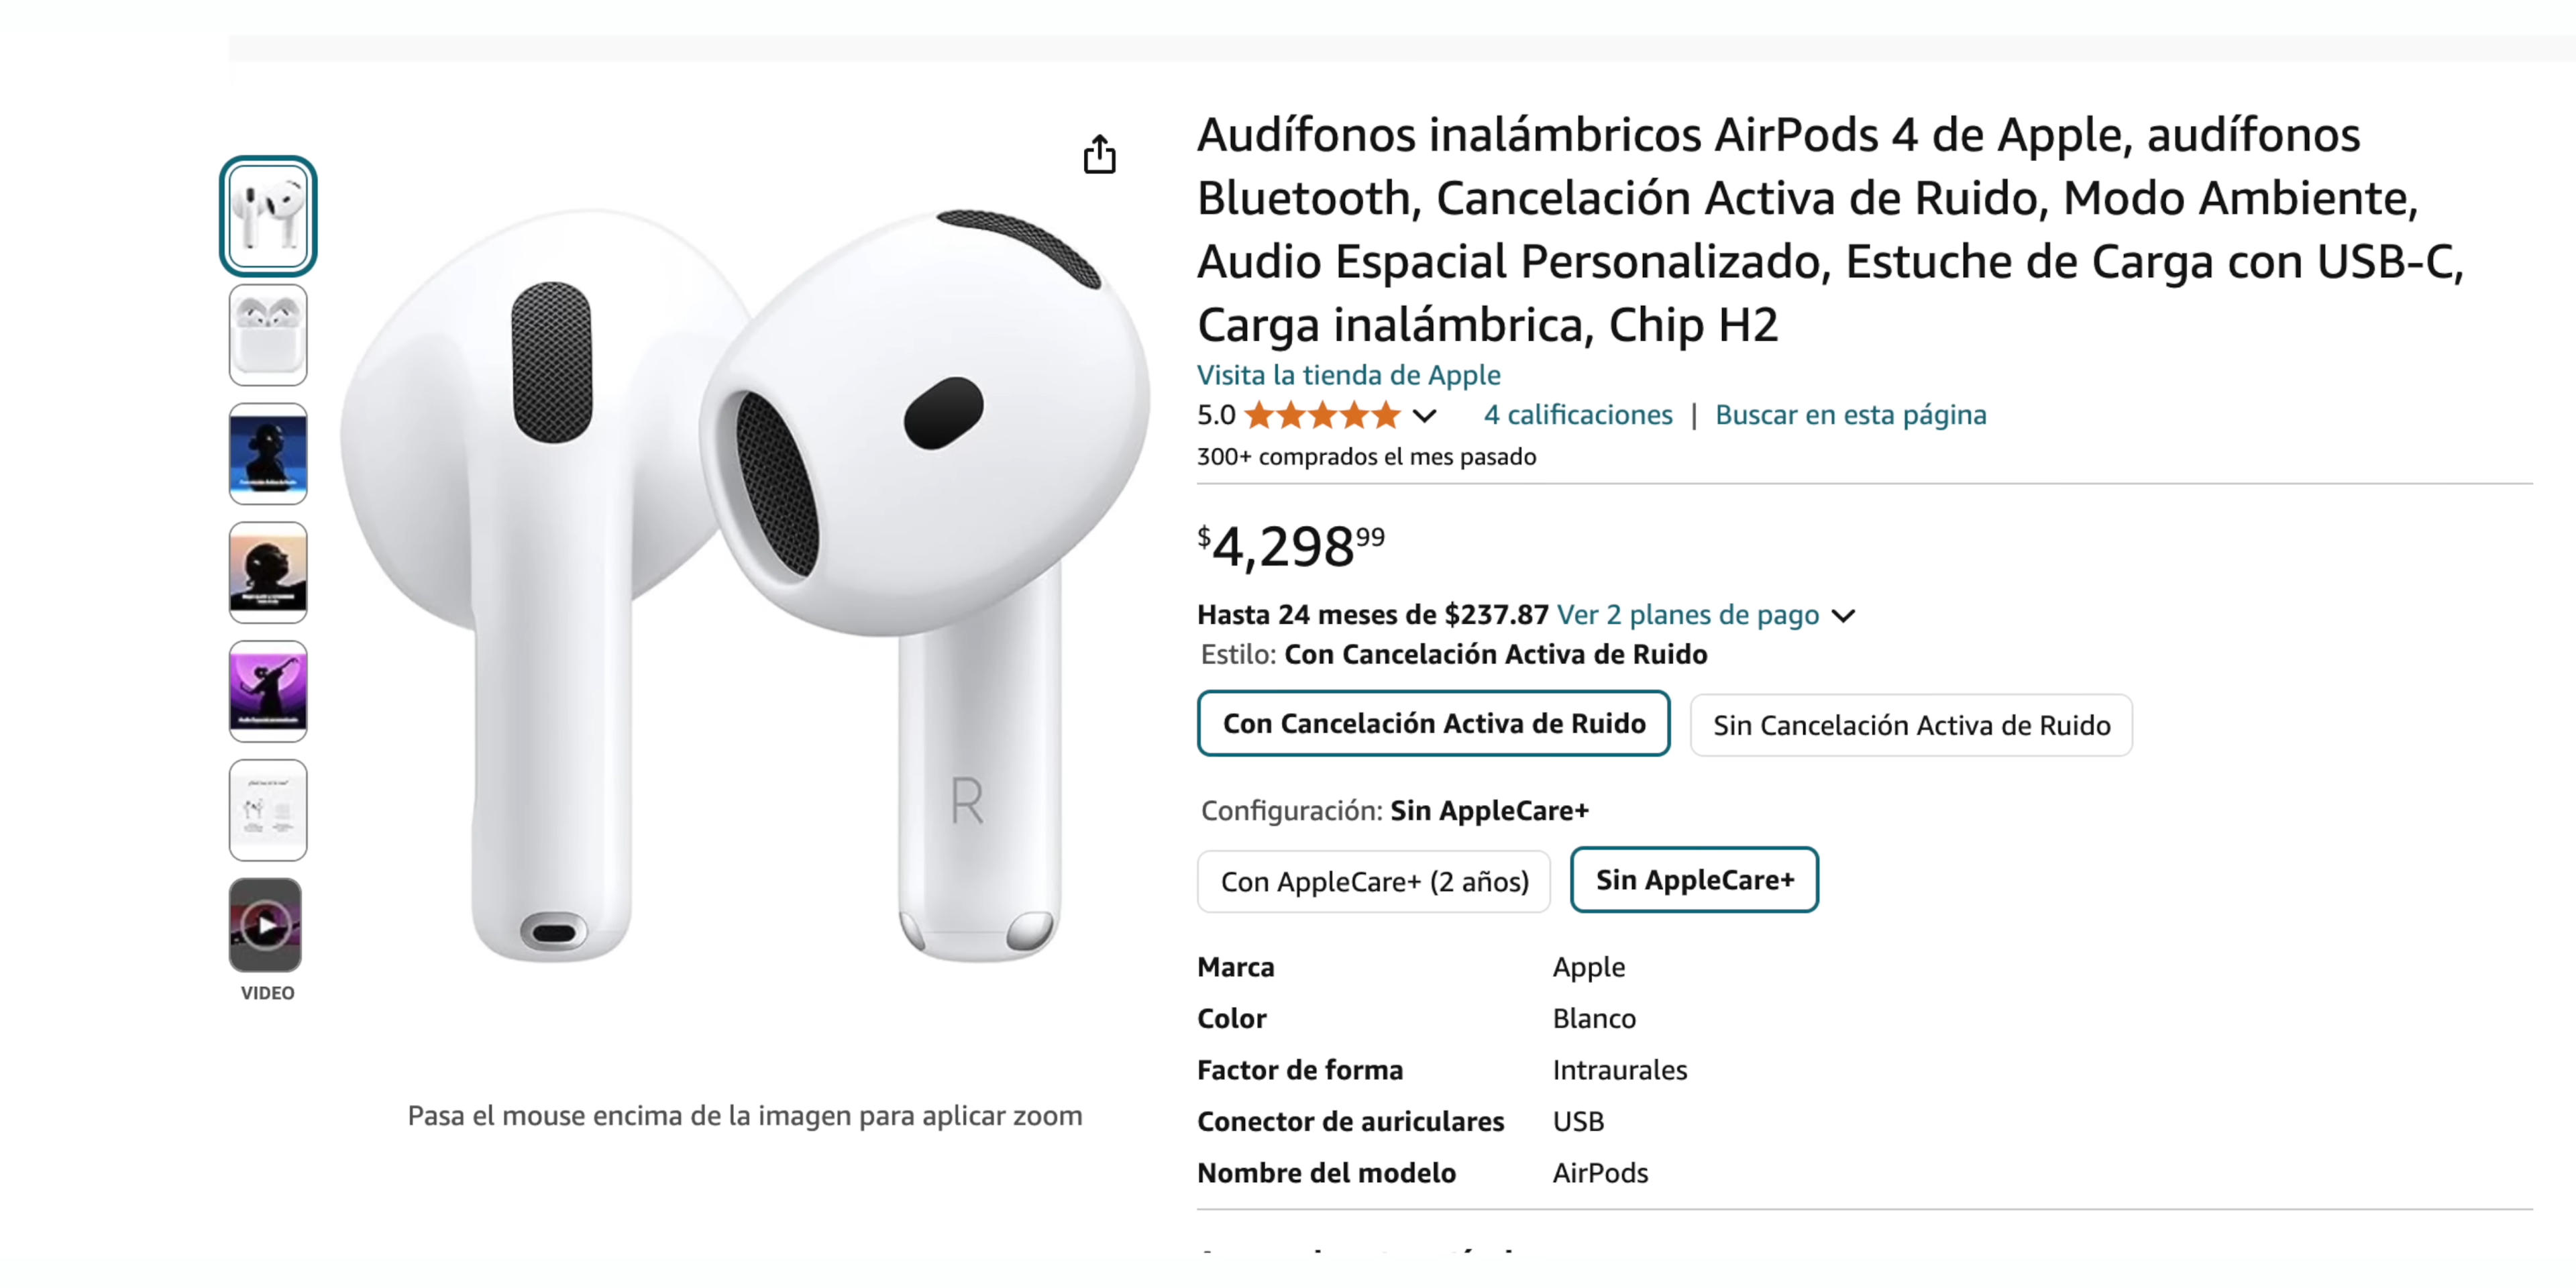 Audífonos inalámbricos AirPods 4 de Apple, audífonos
Bluetooth, Cancelación Activa de Ruido, Modo Ambiente,
Audio Espacial Personalizado, Estuche de Carga con USB-C,
Carga inalámbrica, Chip H2
Visita la tienda de Apple
5.0 4 calificaciones | Buscar en esta página
300+ comprados el mes pasado
$4,29899
Hasta 24 meses de $237.87 Ver 2 planes de pago
Estilo: Con Cancelación Activa de Ruido
Con Cancelación Activa de Ruido Sin Cancelación Activa de Ruido
Configuración: Sin AppleCare+
Con AppleCare+ (2 años) Sin AppleCare+
Marca Apple
Color Blanco
Factor de forma Intraurales
Conector de auriculares USB
Nombre del modelo AirPods
R
VIDEO
Pasa el mouse encima de la imagen para aplicar zoom